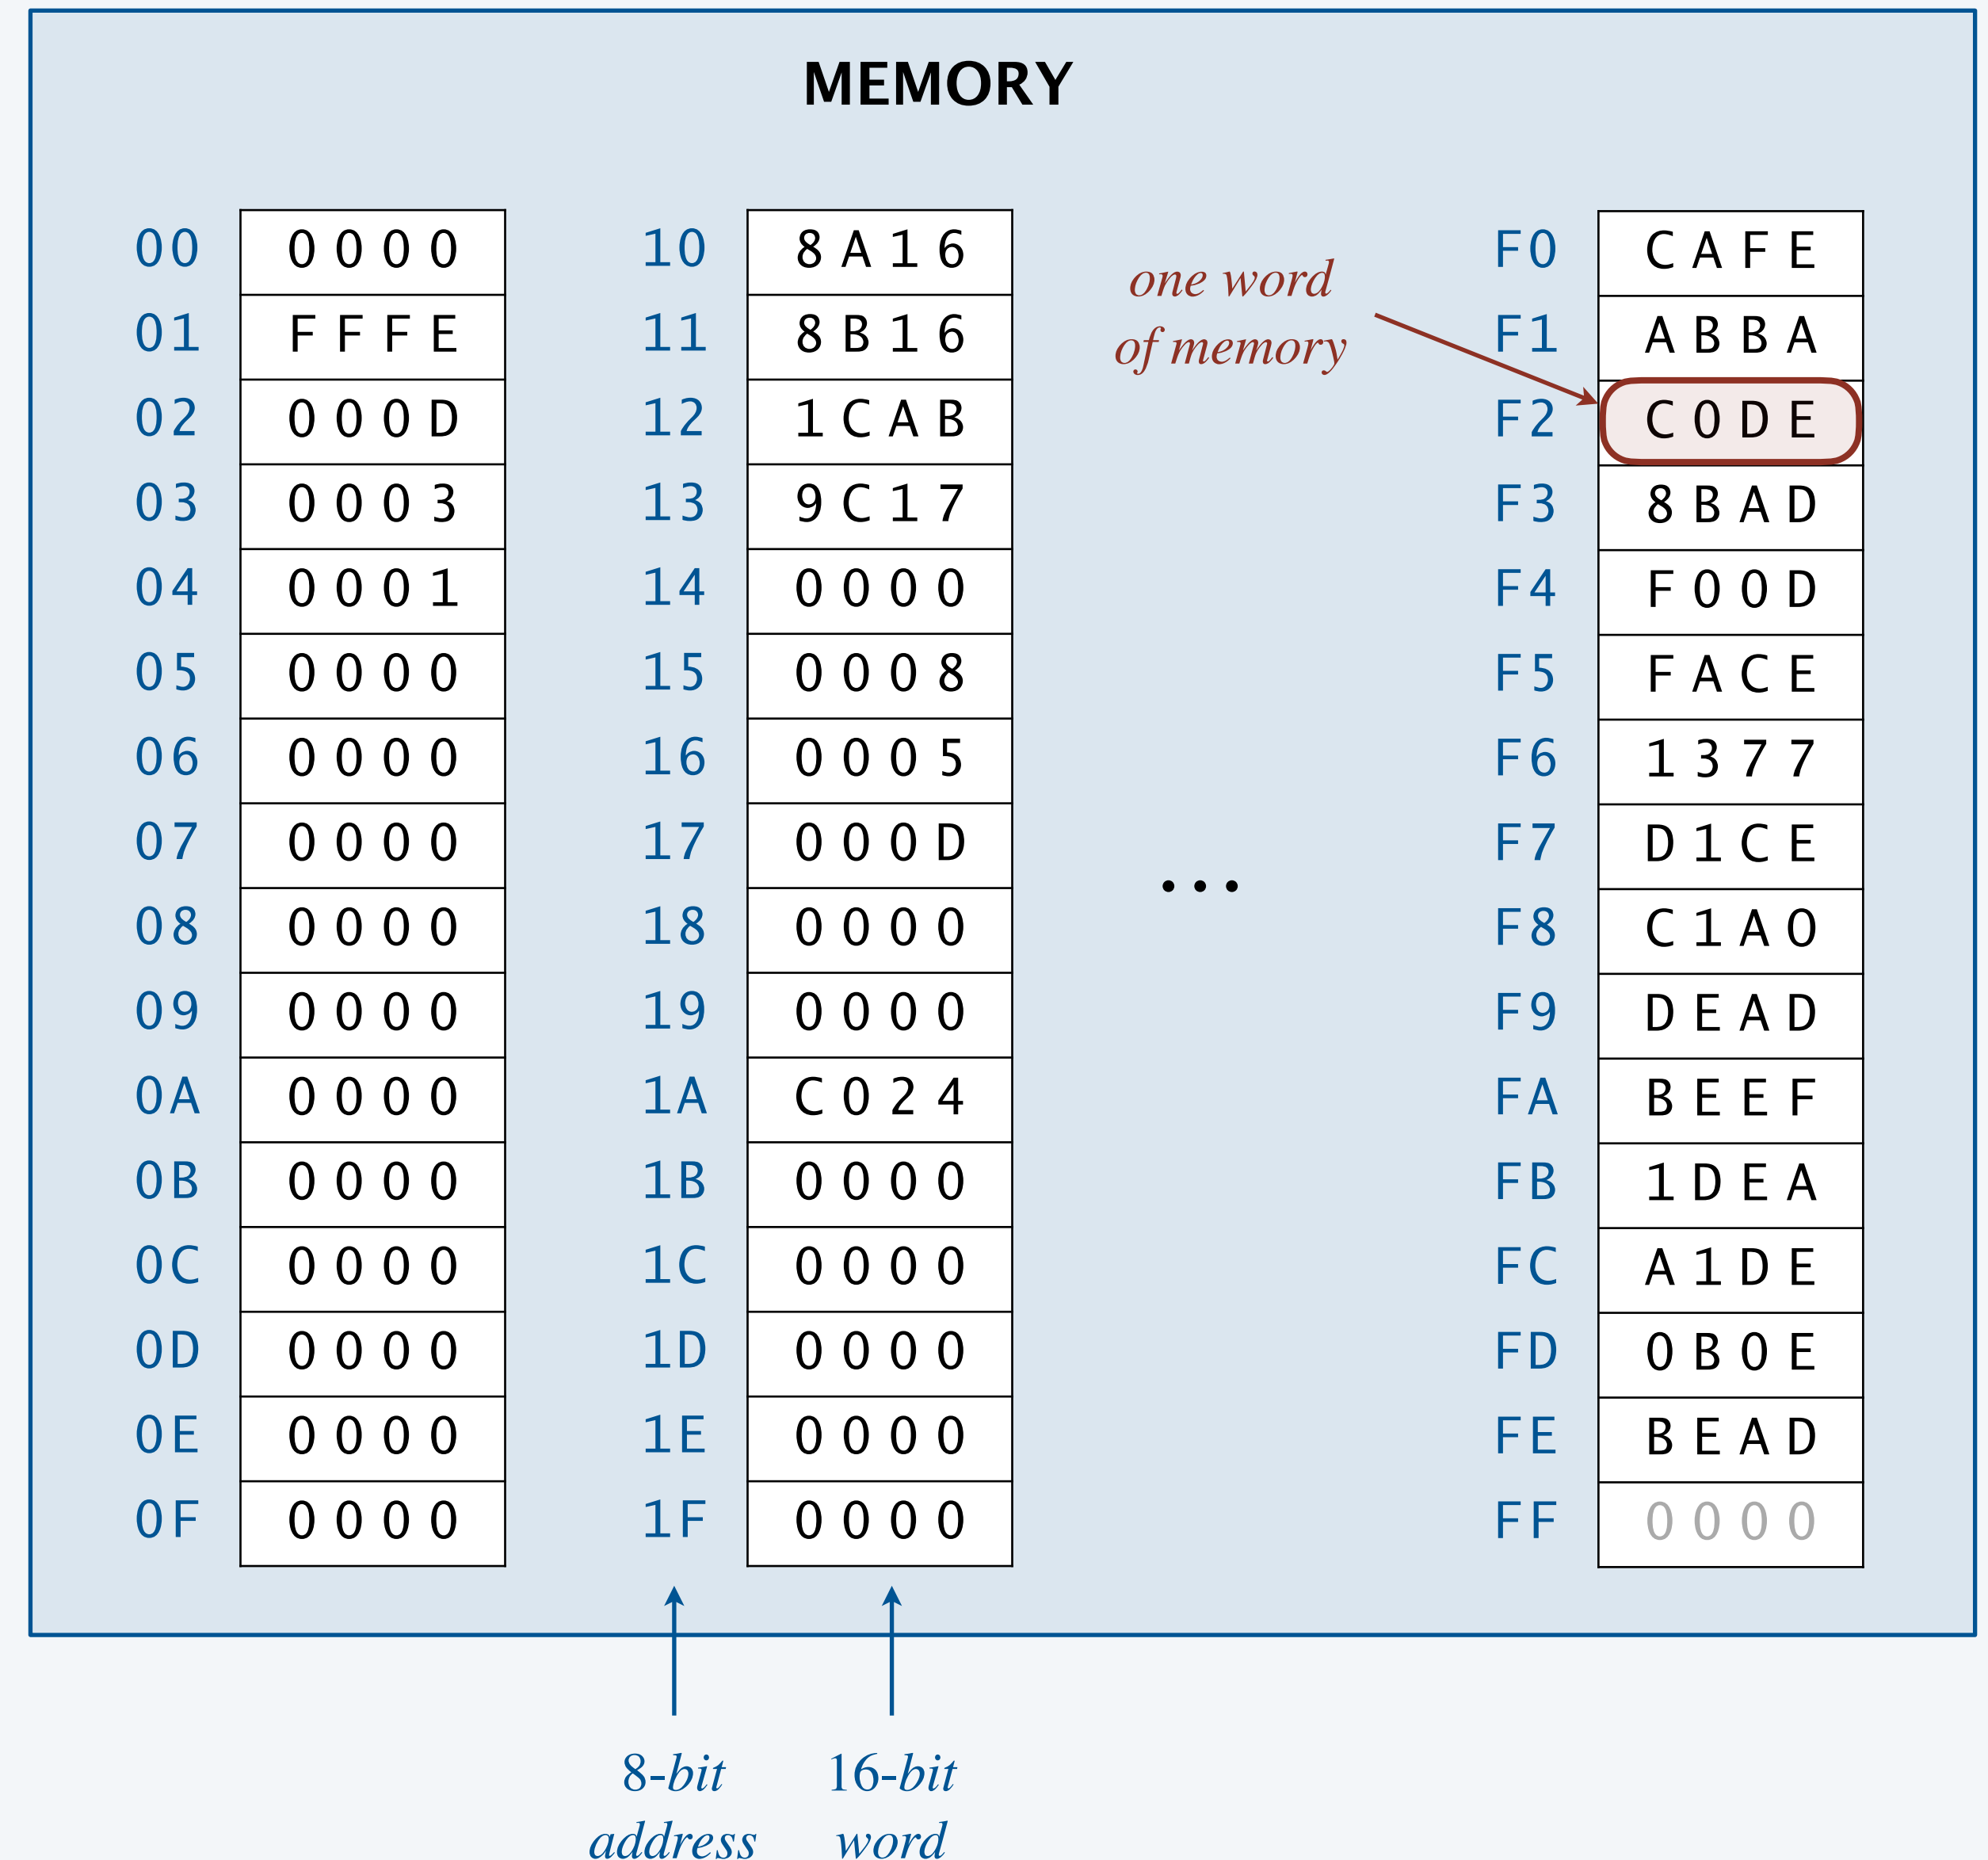 MEMORY
00 0000 10 8A16 F0 CAFE
one word
01 FFFE 11 8B16 F1 ABBA
of memory
02 000D 12 1CAB F2 C0DE
03 0003 13 9C17 F3 8BAD
04 0001 14 0000 F4 F00D
05 0000 15 0008 F5 FACE
06 0000 16 0005 F6 1377
07 0000 17 000D F7 D1CE
...
08 0000 18 0000 F8 C1AO
09 0000 19 0000 F9 DEAD
0A 0000 1A C024 FA BEEF
0B 0000 1B 0000 FB 1DEA
0C 0000 1C 0000 FC A1DE
0D 0000 1D 0000 FD 0B0E
0E 0000 1E 0000 FE BEAD
0F 0000 1F 0000 FF 0000
8-bit
address
16-bit
word